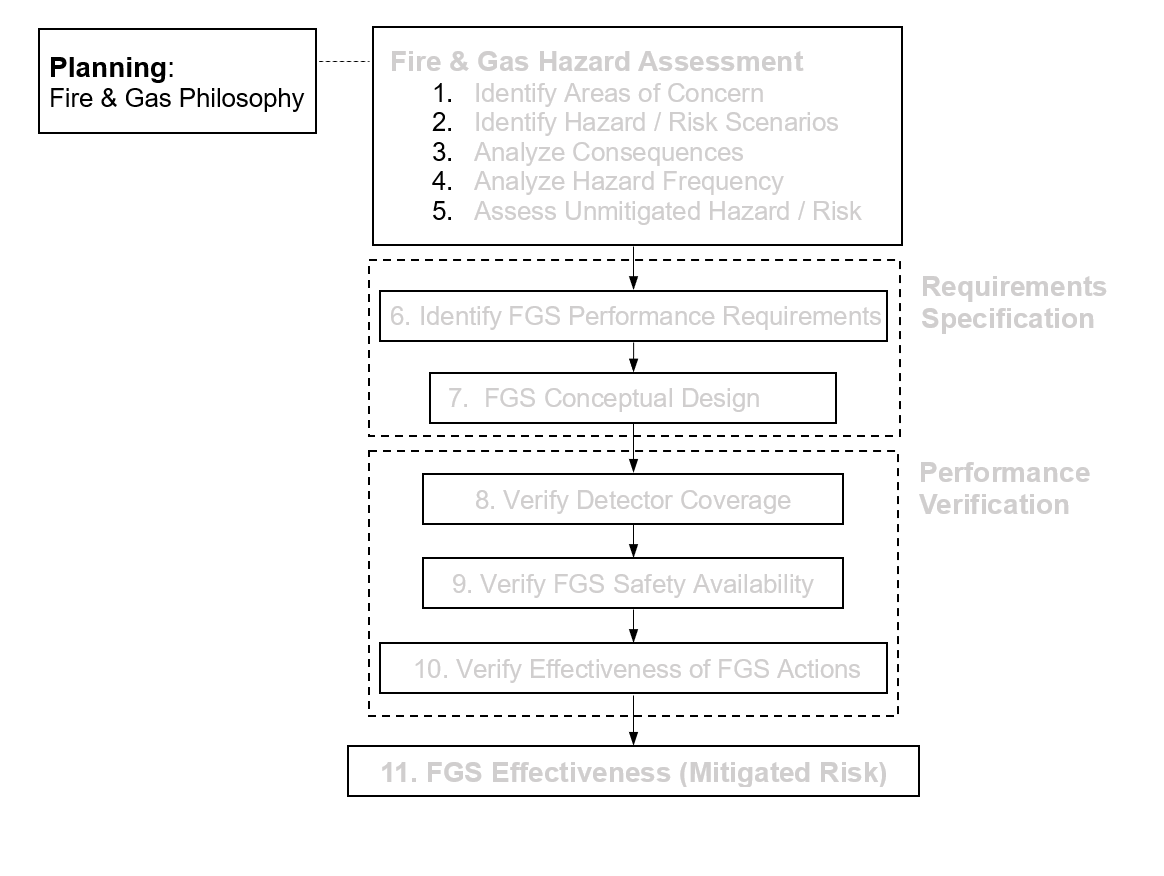 Planning:
Fire & Gas Philosophy
Fire & Gas Hazard Assessment
1. Identify Areas of Concern
2. Identify Hazard / Risk Scenarios
3. Analyze Consequences
4. Analyze Hazard Frequency
5. Assess Unmitigated Hazard / Risk
6. Identify FGS Performance Requirements
Requirements
Specification
7. FGS Conceptual Design
8. Verify Detector Coverage
Performance
Verification
9. Verify FGS Safety Availability
10. Verify Effectiveness of FGS Actions
11. FGS Effectiveness (Mitigated Risk)